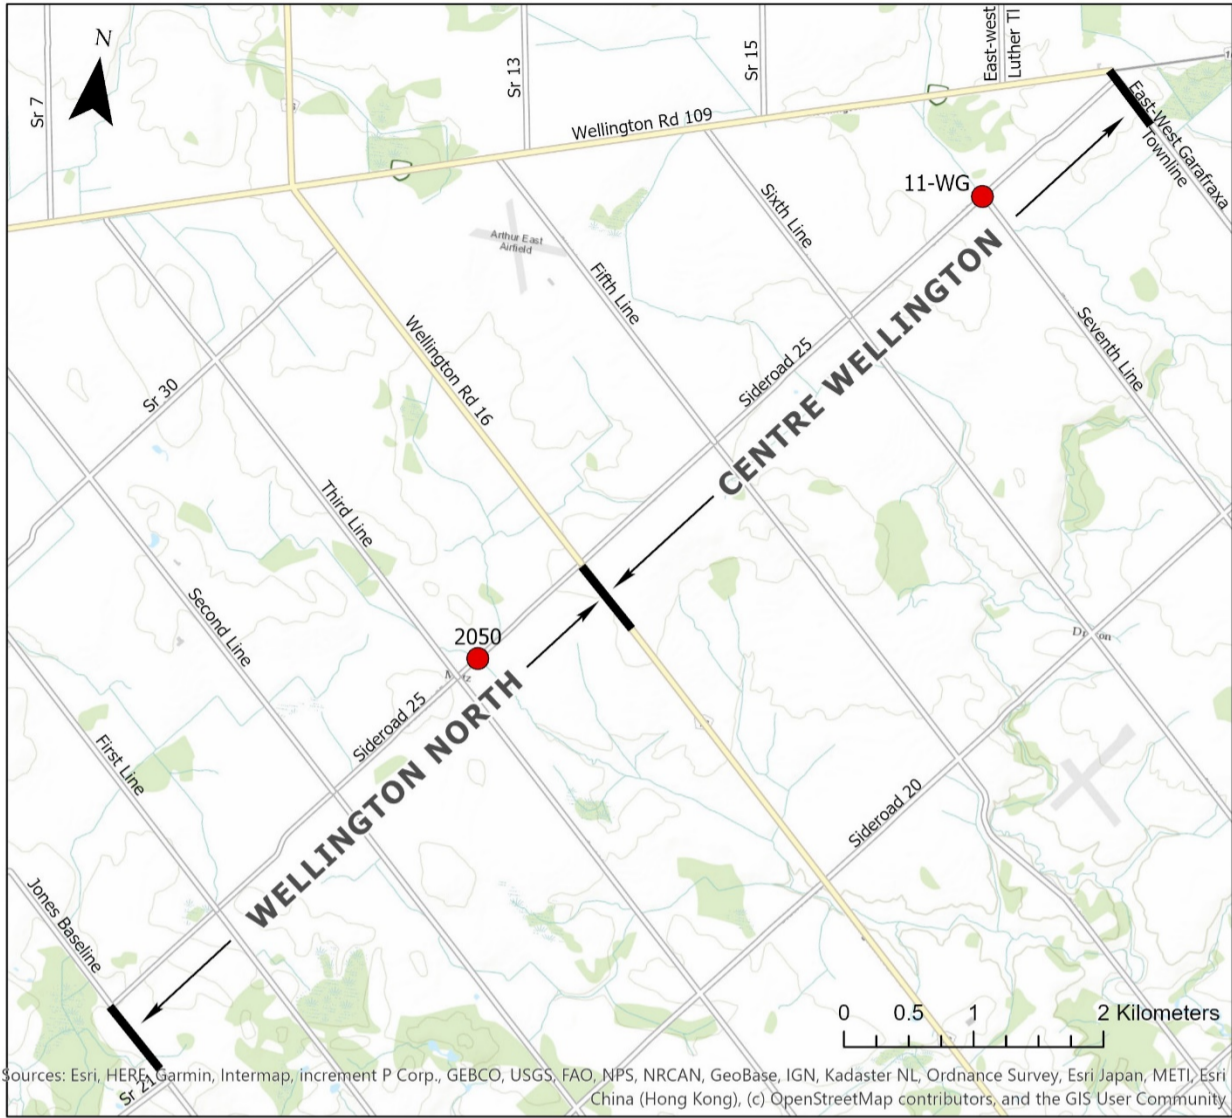 N
Sr 7
Sr 13
Sr 15
East-west
Luther Tl
Wellington Rd 109
East-West Garafraxa
Townline
11-WG
Sixth Line
Arthur East
Airfield
Fifth Line
CENTRE WELLINGTON
Seventh Line
Wellington Rd 16
Sideroad 25
Sr 30
Third Line
Second Line
2050
WELLINGTON NORTH
Sideroad 25
First Line
Sideroad 20
Jones Baseline
0 0.5 1 2 Kilometers
Sr 21
Sources: Esri, HERE, Garmin, Intermap, increment P Corp., GEBCO, USGS, FAO, NPS, NRCAN, GeoBase, IGN, Kadaster NL, Ordnance Survey, Esri Japan, METI, Esri
China (Hong Kong), (c) OpenStreetMap contributors, and the GIS User Community